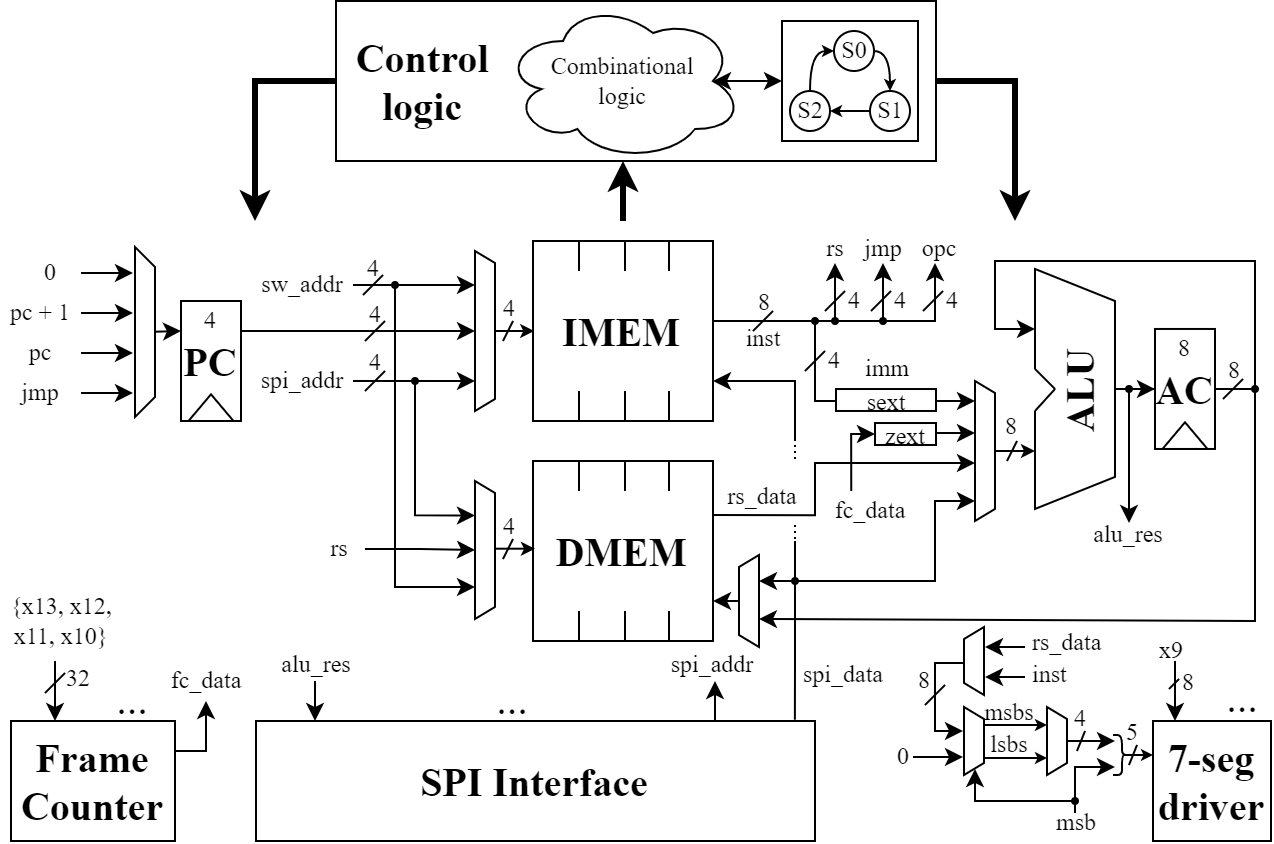 Control
logic
Combinational
logic
S0
S2
S1
0
pc + 1
pc
jmp
4
PC
sw_addr
4
4
spi_addr
4
4
IMEM
8
inst
rs
jmp
opc
4
4
4
4
imm
sext
zext
fc_data
8
ALU
8
AC
8
alu_res
rs
4
DMEM
rs_data
{x13, x12,
x11, x10}
32
fc_data
...
Frame
Counter
alu_res
...
spi_addr
spi_data
SPI Interface
rs_data
inst
8
msbs
lsbs
0
4
5
msb
x9
8
...
7-seg
driver